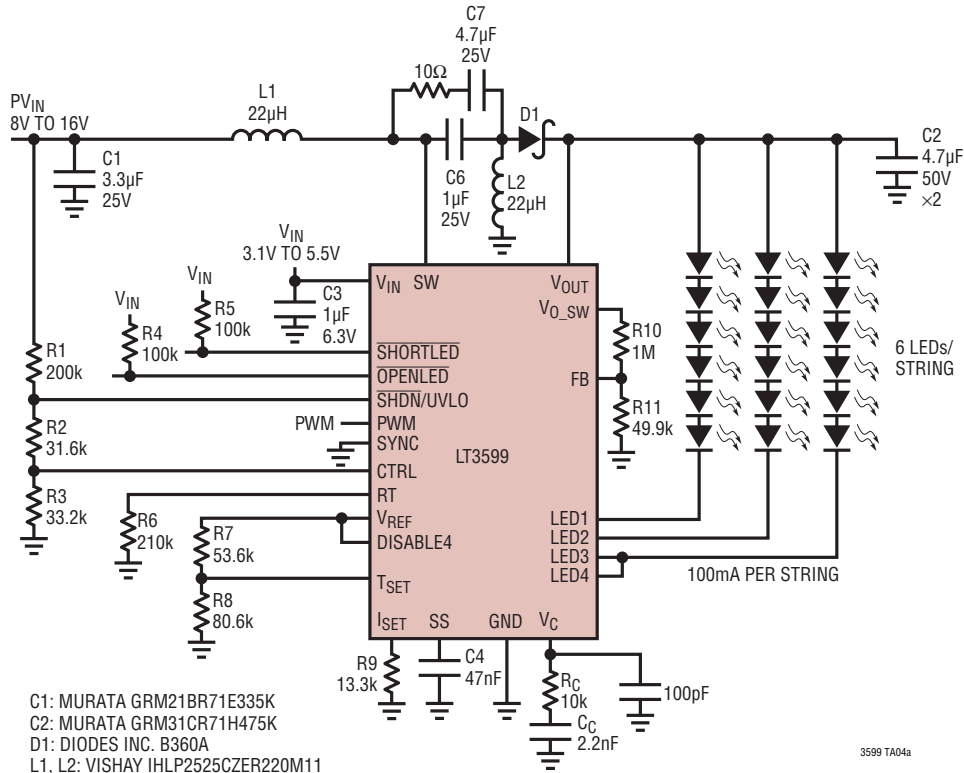 C7
4.7µF
25V
10Ω
PVIN
8V TO 16V
L1
22µH
D1
C1
3.3µF
25V
C6
1µF
25V
L2
22µH
C2
4.7µF
50V
×2
VIN
3.1V TO 5.5V
VIN
VIN
R5
100k
R4
100k
C3
1µF
6.3V
VIN
SW
VOUT
VO_SW
R10
1M
6 LEDs/
STRING
R1
200k
SHORTLED
OPENLED
SHDN/UVLO
FB
R11
49.9k
R2
31.6k
PWM
PWM
SYNC
LT3599
CTRL
RT
R3
33.2k
R6
210k
R7
53.6k
VREF
DISABLE4
LED1
LED2
LED3
LED4
100mA PER STRING
TSET
R8
80.6k
ISET
SS
GND
VC
R9
13.3k
C4
47nF
RC
10k
100pF
CC
2.2nF
C1: MURATA GRM21BR71E335K
C2: MURATA GRM31CR71H475K
D1: DIODES INC. B360A
L1, L2: VISHAY IHLP2525CZER220M11
3599 TA04a